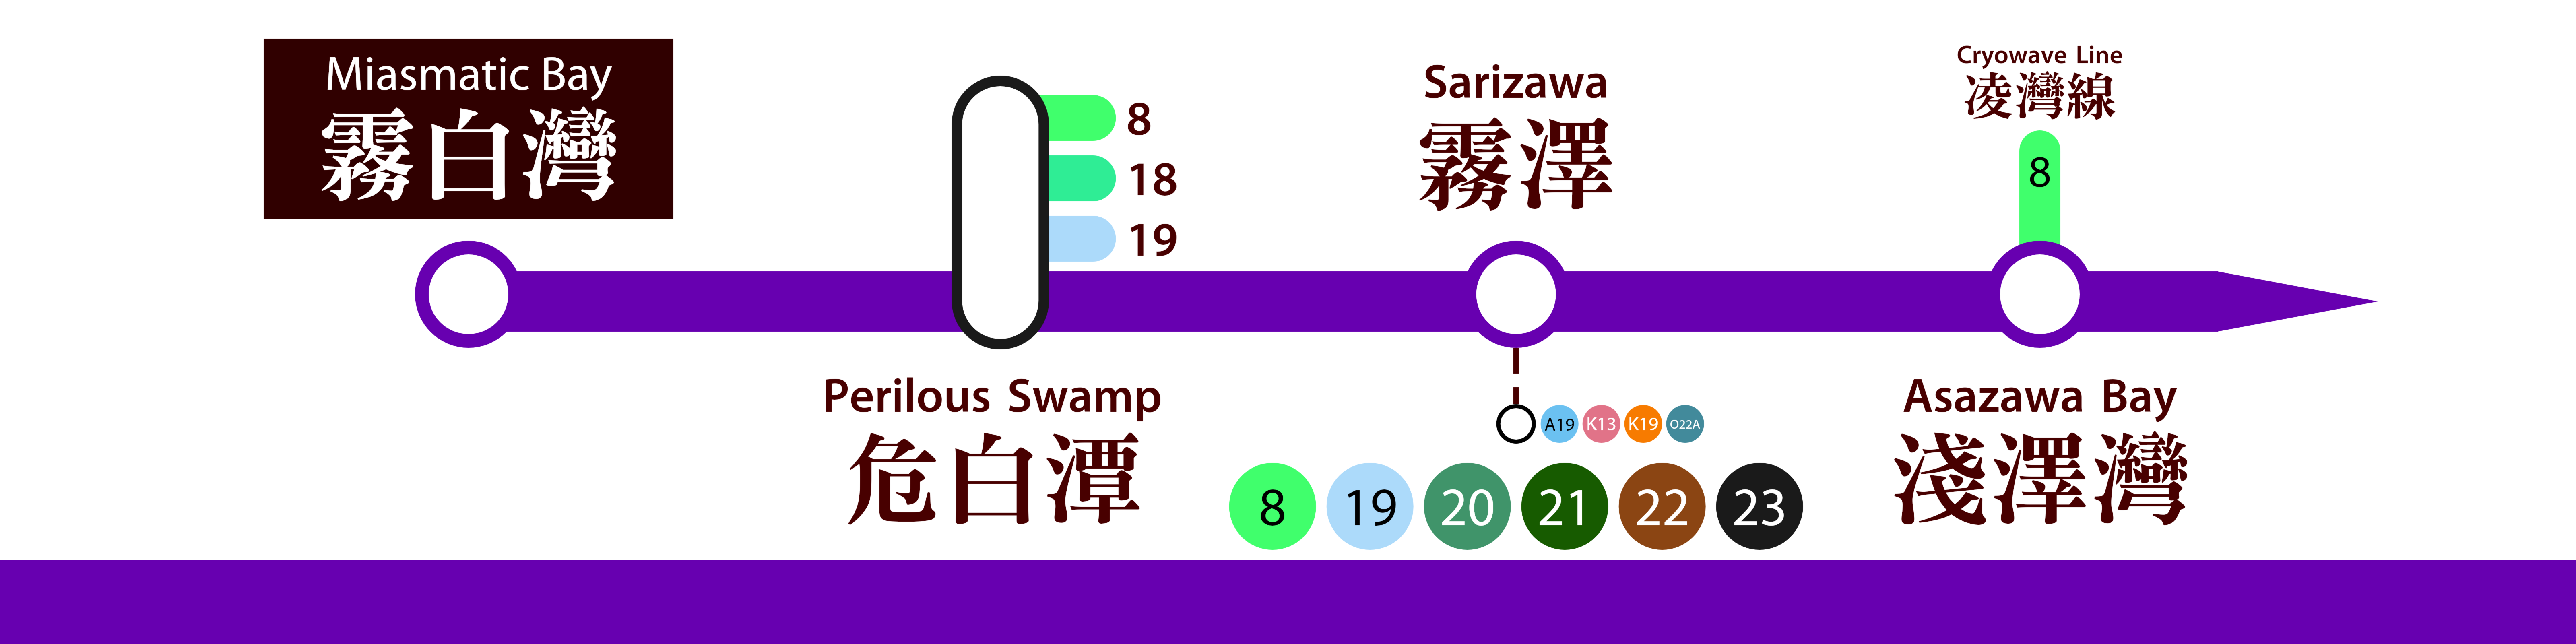 Miasmatic Bay
霧白灣
8
18
19
Perilous Swamp
危白潭
Sarizawa
霧澤
A19 K13 K19 O22A
8 19 20 21 22 23
Cryowave Line
凌灣線
8
Asazawa Bay
淺澤灣